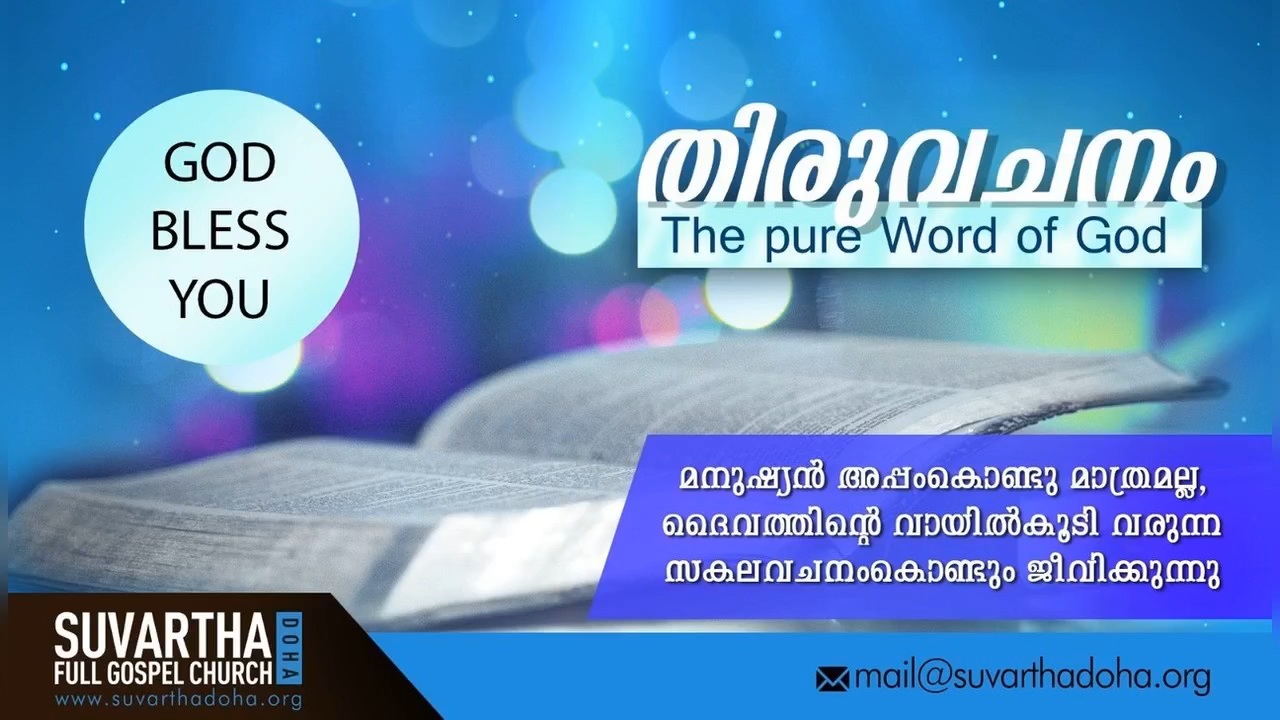 GOD
BLESS
YOU
തിരുവചനം
The pure Word of God
മനുഷ്യൻ അപ്പംകൊണ്ടു മാത്രമല്ല,
ദൈവത്തിന്റെ വായിൽകൂടി വരുന്ന
സകലവചനംകൊണ്ടും ജീവിക്കുന്നു
SUVARTHA
DOHA
FULL GOSPEL CHURCH
www.suvarthadoha.org
mail@suvarthadoha.org